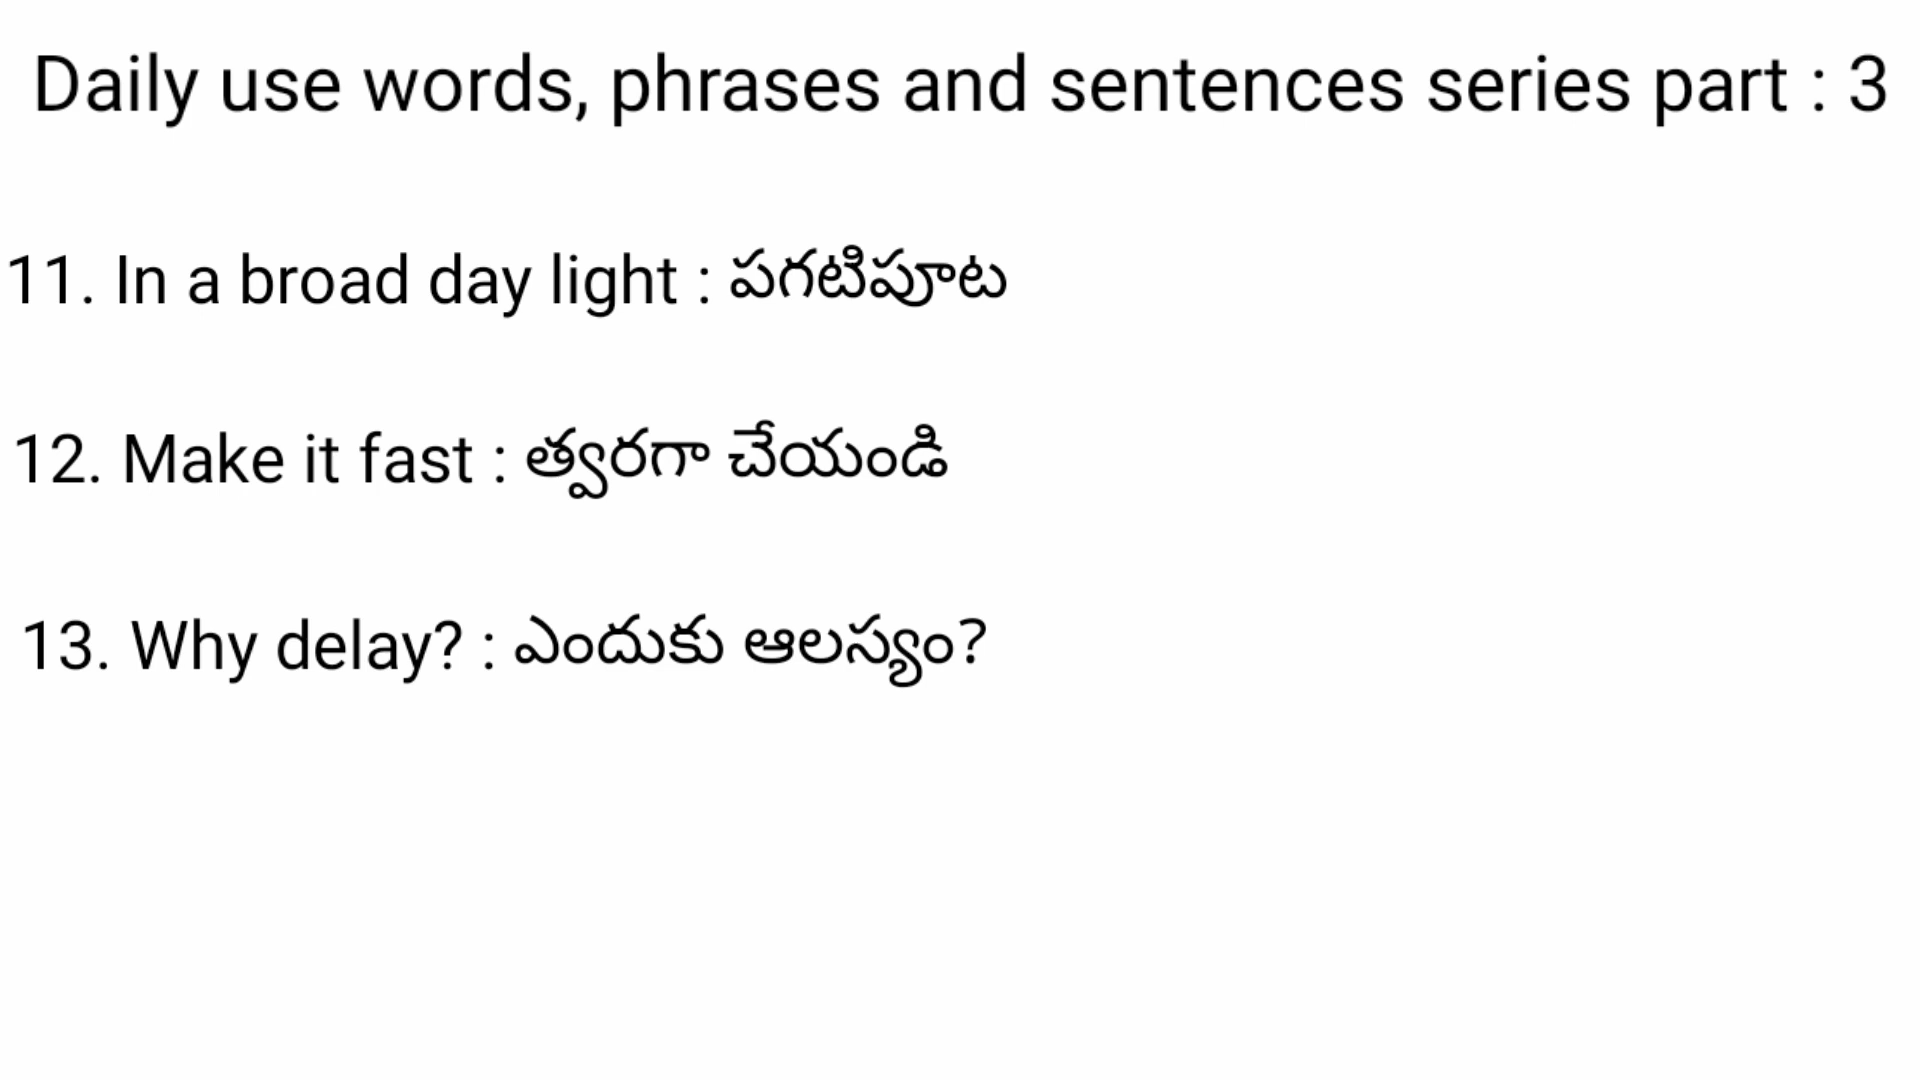 Daily use words, phrases and sentences series part : 3
11. In a broad day light : పగటిపూట
12. Make it fast : త్వరగా చేయండి
13. Why delay? : ఎందుకు ఆలస్యం?